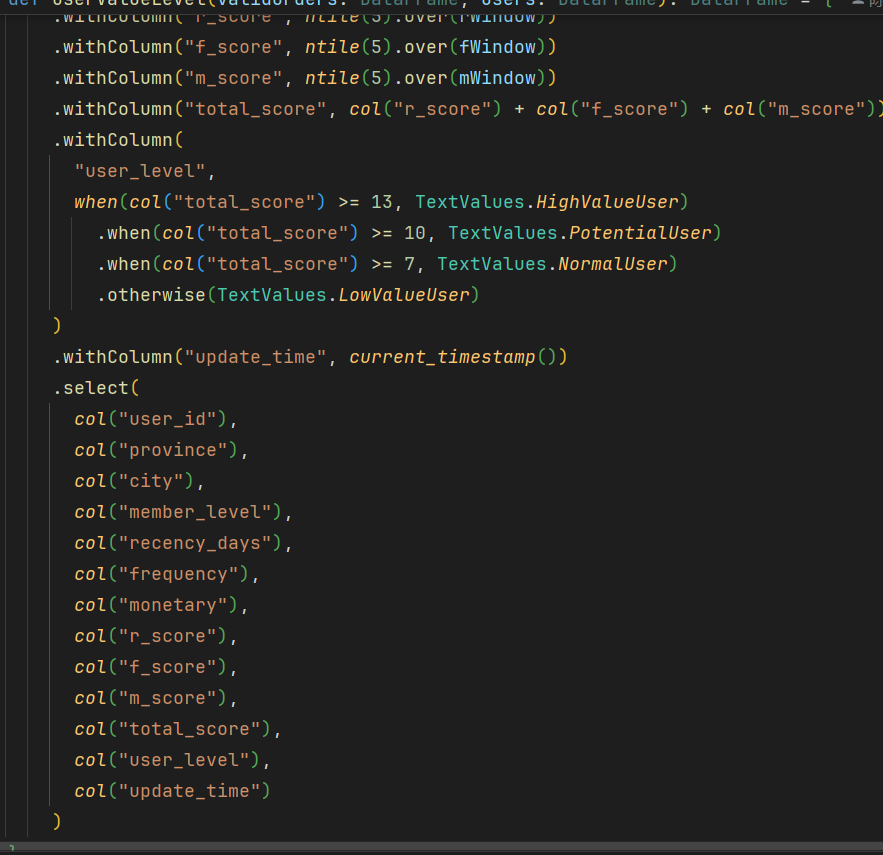 def userValueLevel(validOrders: DataFrame, users: DataFrame): DataFrame = {
.withColumn("r_score", ntile(5).over(rWindow))
.withColumn("f_score", ntile(5).over(fWindow))
.withColumn("m_score", ntile(5).over(mWindow))
.withColumn("total_score", col("r_score") + col("f_score") + col("m_score"))
.withColumn(
"user_level",
when(col("total_score") >= 13, TextValues.HighValueUser)
.when(col("total_score") >= 10, TextValues.PotentialUser)
.when(col("total_score") >= 7, TextValues.NormalUser)
.otherwise(TextValues.LowValueUser)
)
.withColumn("update_time", current_timestamp())
.select(
col("user_id"),
col("province"),
col("city"),
col("member_level"),
col("recency_days"),
col("frequency"),
col("monetary"),
col("r_score"),
col("f_score"),
col("m_score"),
col("total_score"),
col("user_level"),
col("update_time")
)
}